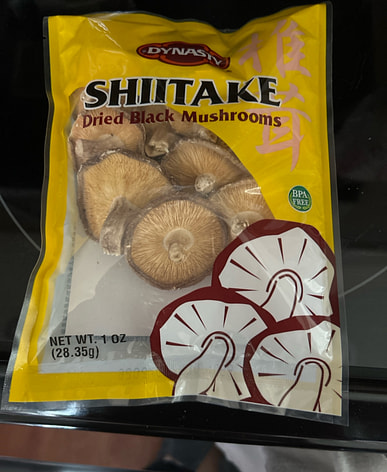 DYNASTY
SHIITAKE
Dried Black Mushrooms
BPA
FREE
NET WT. 1 OZ
(28.35g)